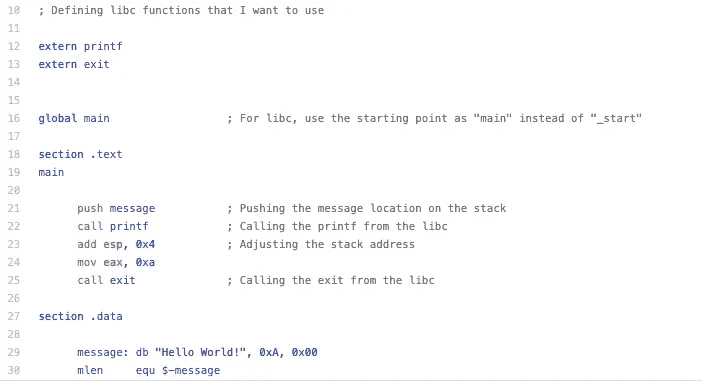 10 ; Defining libc functions that I want to use
11
12 extern printf
13 extern exit
14
15
16 global main ; For libc, use the starting point as "main" instead of "_start"
17
18 section .text
19 main
20
21 push message ; Pushing the message location on the stack
22 call printf ; Calling the printf from the libc
23 add esp, 0x4 ; Adjusting the stack address
24 mov eax, 0xa
25 call exit ; Calling the exit from the libc
26
27 section .data
28
29 message: db "Hello World!", 0xA, 0x00
30 mlen equ $-message